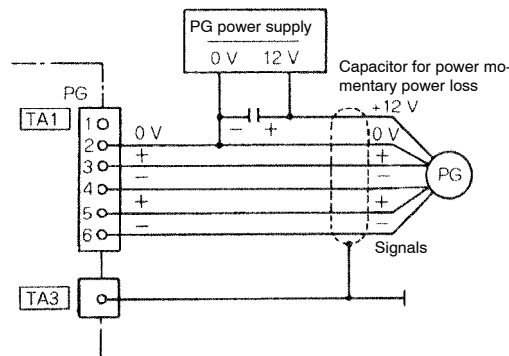 PG power supply
0 V 12 V
Capacitor for power mo-
mentary power loss
PG
TA1
1
2
3
4
5
6
0 V
+
−
+
−
− +
+12 V
0 V
+
−
+
−
PG
Signals
TA3